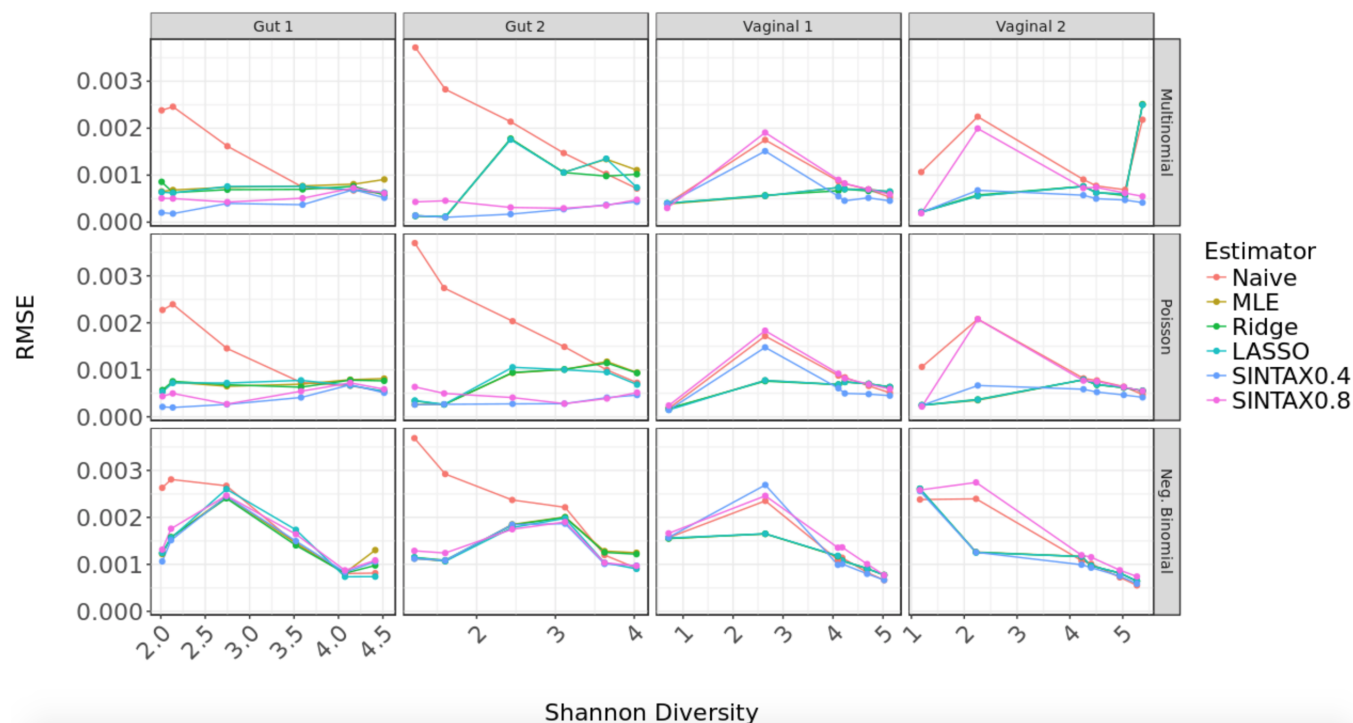 Gut 1 Gut 2 Vaginal 1 Vaginal 2
0.003
0.002
0.001
0.000
Multinomial
0.003
0.002
0.001
0.000
Poisson
0.003
0.002
0.001
0.000
Neg. Binomial
RMSE
2.0 2.5 3.0 3.5 4.0 4.5 2 3 4 1 2 3 4 5 1 2 3 4 5
Shannon Diversity
Estimator
Naive
MLE
Ridge
LASSO
SINTAX0.4
SINTAX0.8